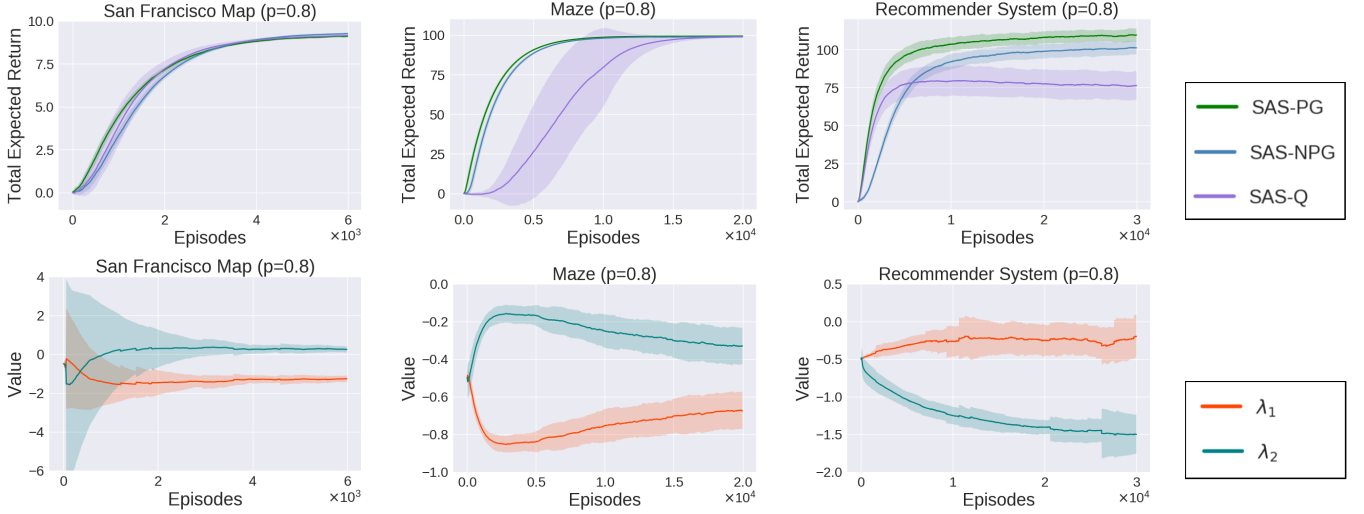 San Francisco Map (p=0.8)
Total Expected Return
10.0
7.5
5.0
2.5
0.0
0
2
4
6
Episodes
×10³
Maze (p=0.8)
Total Expected Return
100
75
50
25
0
0.0
0.5
1.0
1.5
2.0
Episodes
×10⁴
Recommender System (p=0.8)
Total Expected Return
100
75
50
25
0
0
1
2
3
Episodes
×10⁴
SAS-PG
SAS-NPG
SAS-Q
San Francisco Map (p=0.8)
Value
4
2
0
−2
−4
−6
0
2
4
6
Episodes
×10³
Maze (p=0.8)
Value
0.0
−0.2
−0.4
−0.6
−0.8
−1.0
0.0
0.5
1.0
1.5
2.0
Episodes
×10⁴
Recommender System (p=0.8)
Value
0.5
0.0
−0.5
−1.0
−1.5
−2.0
0
1
2
3
Episodes
×10⁴
λ₁
λ₂